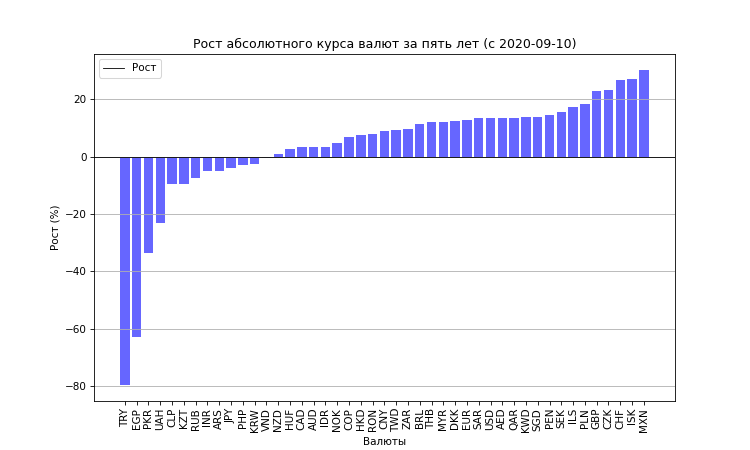 Рост абсолютного курса валют за пять лет (с 2020-09-10)
Рост
Рост (%)
20
0
−20
−40
−60
−80
TRY EGP PKR UAH CLP KZT RUB INR ARS JPY PHP KRW VND NZD HUF CAD AUD IDR NOK COP HKD RON CNY TWD ZAR BRL THB MYR DKK EUR SAR USD AED QAR KWD SGD PEN SEK ILS PLN GBP CZK CHF ISK MXN
Валюты